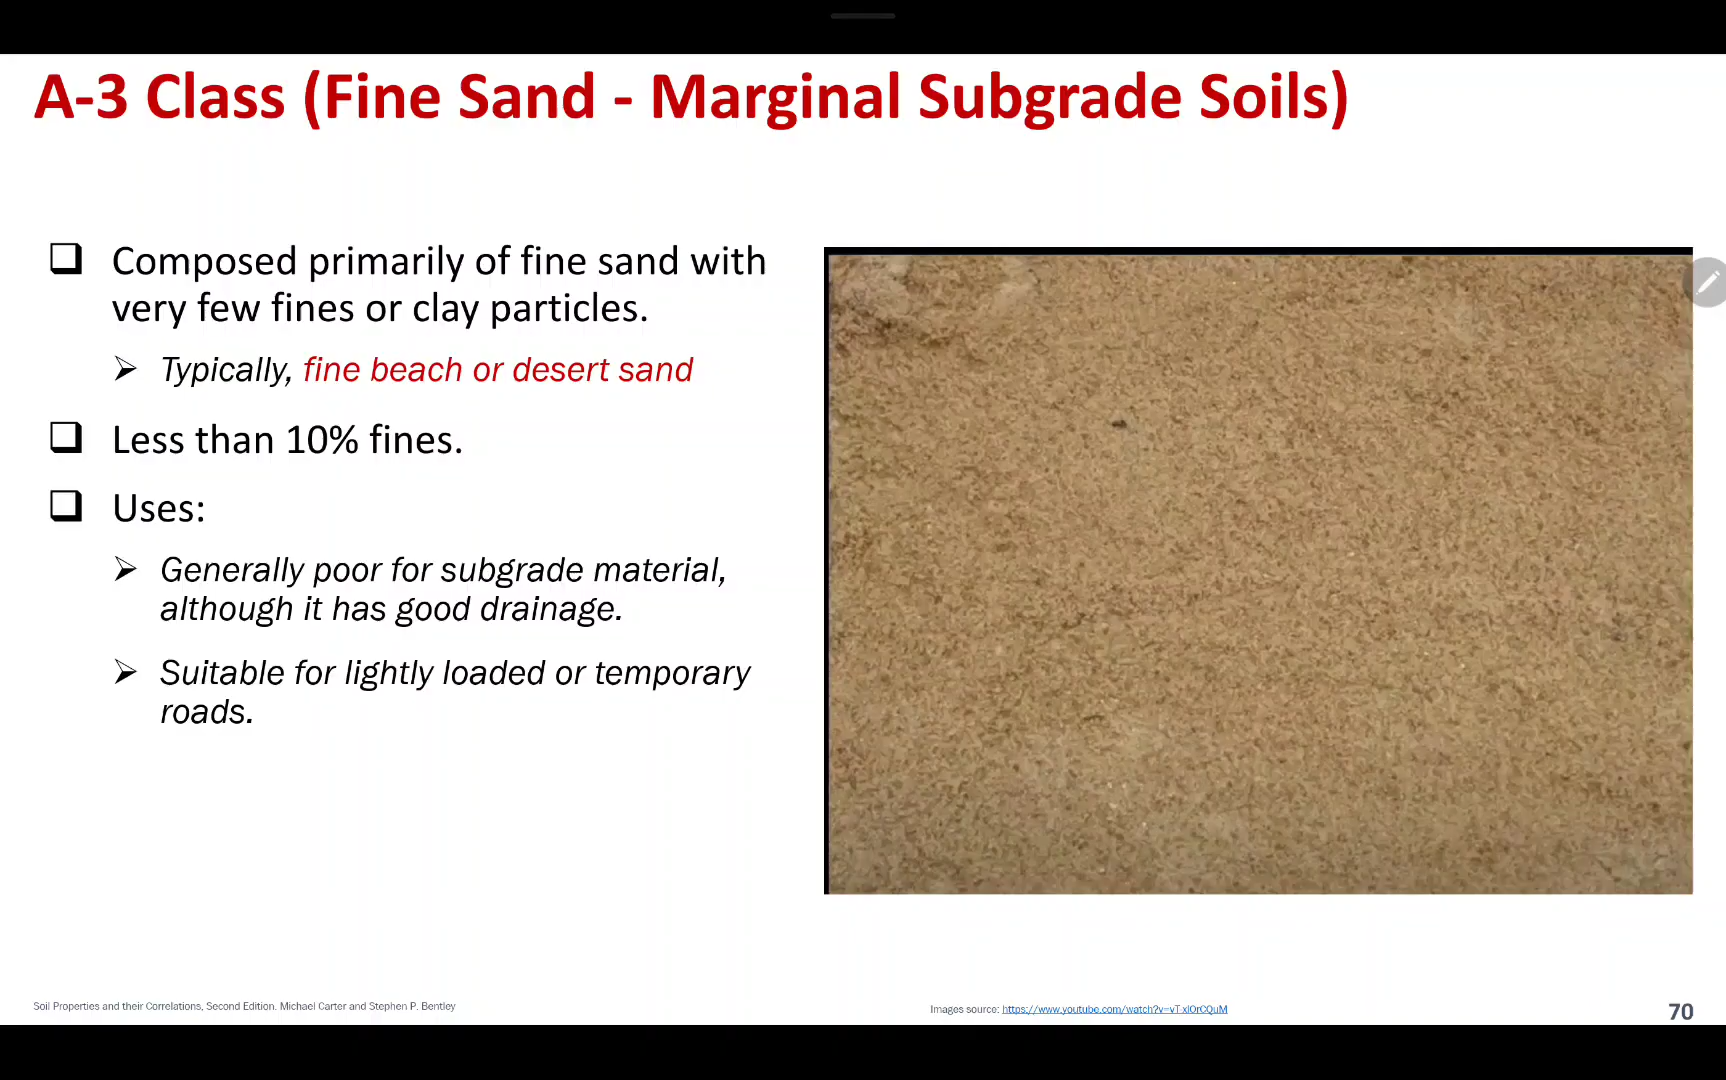 A-3 Class (Fine Sand - Marginal Subgrade Soils)
Composed primarily of fine sand with
very few fines or clay particles.
Typically, fine beach or desert sand
Less than 10% fines.
Uses:
Generally poor for subgrade material,
although it has good drainage.
Suitable for lightly loaded or temporary
roads.
Soil Properties and their Correlations, Second Edition. Michael Carter and Stephen P. Bentley
Images source: https://www.youtube.com/watch?v=vT-xlOrCQuM
70